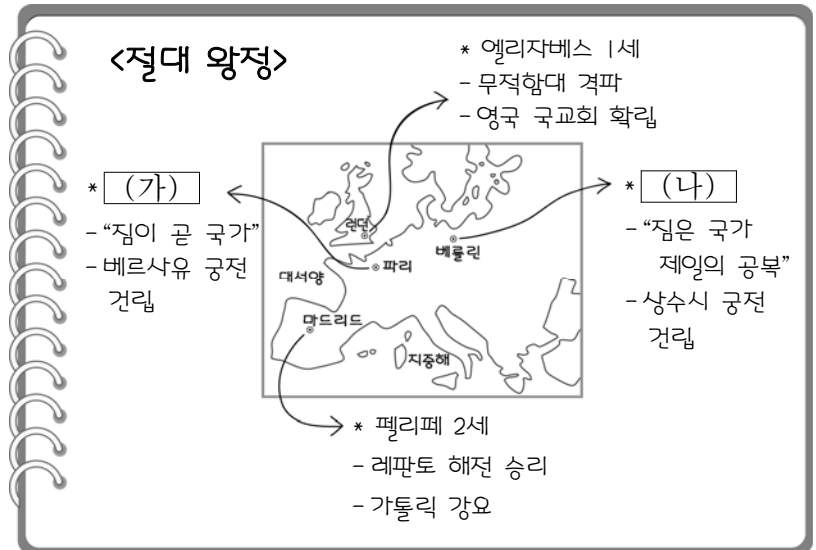 <절대 왕정>
* 엘리자베스 1세
- 무적함대 격파
- 영국 국교회 확립
* (가)
- “짐이 곧 국가”
- 베르사유 궁전
건립
* (나)
- “짐은 국가
제일의 공복”
- 상수시 궁전
건립
런던
베를린
파리
대서양
마드리드
지중해
* 펠리페 2세
- 레판토 해전 승리
- 가톨릭 강요